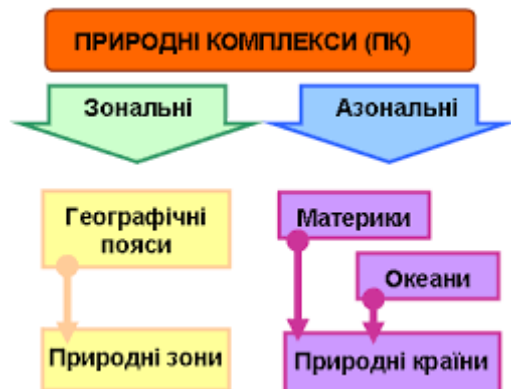 ПРИРОДНІ КОМПЛЕКСИ (ПК)
Зональні
Азональні
Географічні
пояси
Материки
Океани
Природні зони
Природні країни